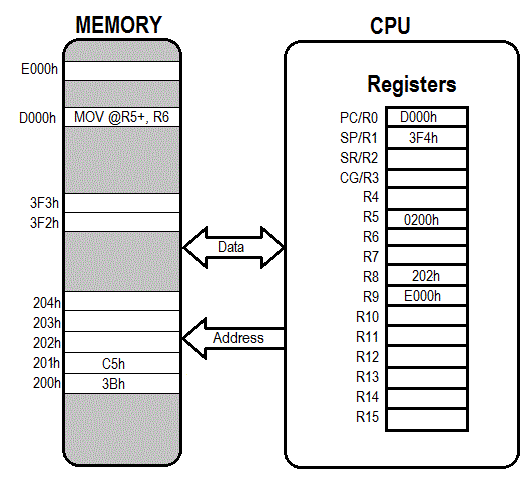 MEMORY
E000h
D000h MOV @R5+, R6
3F3h
3F2h
204h
203h
202h
201h C5h
200h 3Bh
Data
Address
CPU
Registers
PC/R0 D000h
SP/R1 3F4h
SR/R2
CG/R3
R4
R5 0200h
R6
R7
R8 202h
R9 E000h
R10
R11
R12
R13
R14
R15